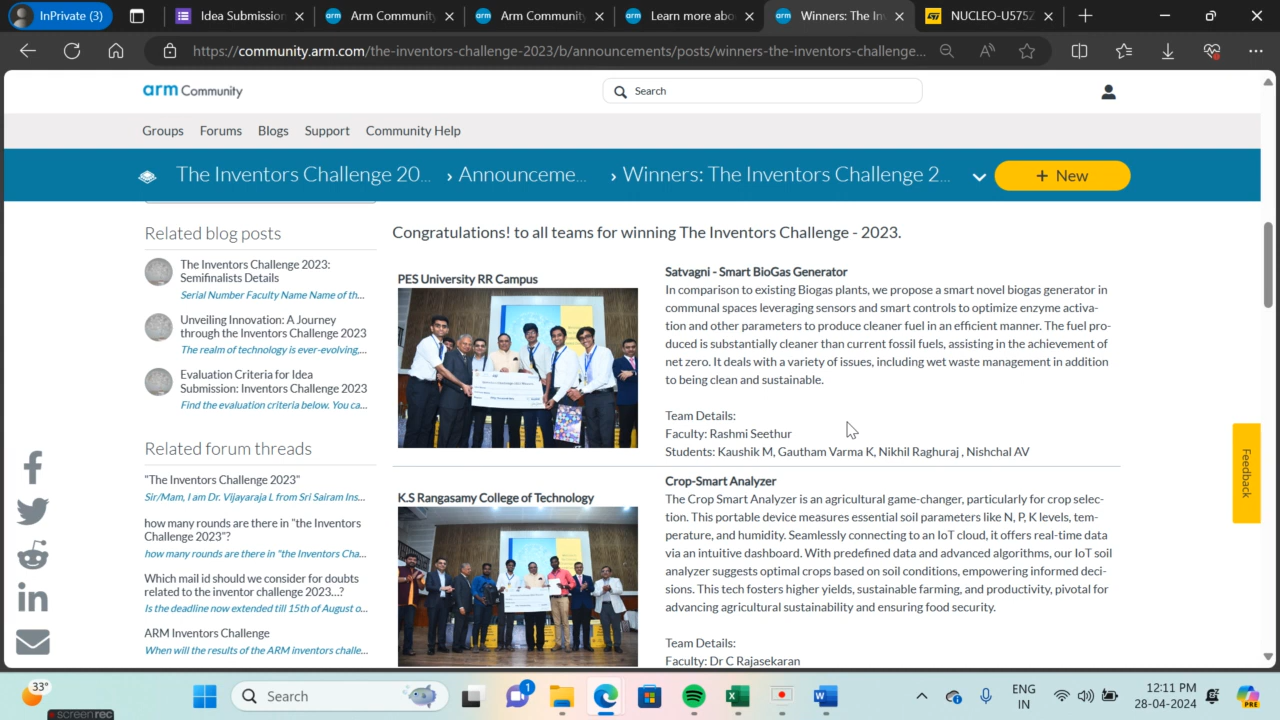 InPrivate (3)
Idea Submission
Arm Community
Arm Community
Learn more abo
Winners: The In
NUCLEO-U575Z
https://community.arm.com/the-inventors-challenge-2023/b/announcements/posts/winners-the-inventors-challenge...
arm Community
Search
Groups
Forums
Blogs
Support
Community Help
The Inventors Challenge 20...
› Announceme...
› Winners: The Inventors Challenge 2...
+ New
Related blog posts
The Inventors Challenge 2023:
Semifinalists Details
Serial Number Faculty Name Name of th...
Unveiling Innovation: A Journey
through the Inventors Challenge 2023
The realm of technology is ever-evolving,...
Evaluation Criteria for Idea
Submission: Inventors Challenge 2023
Find the evaluation criteria below. You ca...
Related forum threads
"The Inventors Challenge 2023"
Sir/Mam, I am Dr. Vijayaraja L from Sri Sairam Ins...
how many rounds are there in "the Inventors
Challenge 2023"?
how many rounds are there in "the Inventors Cha...
Which mail id should we consider for doubts
related to the inventor challenge 2023...?
Is the deadline now extended till 15th of August o...
ARM Inventors Challenge
When will the results of the ARM inventors challe...
Congratulations! to all teams for winning The Inventors Challenge - 2023.
PES University RR Campus
Satvagni - Smart BioGas Generator
In comparison to existing Biogas plants, we propose a smart novel biogas generator in
communal spaces leveraging sensors and smart controls to optimize enzyme activa-
tion and other parameters to produce cleaner fuel in an efficient manner. The fuel pro-
duced is substantially cleaner than current fossil fuels, assisting in the achievement of
net zero. It deals with a variety of issues, including wet waste management in addition
to being clean and sustainable.
Team Details:
Faculty: Rashmi Seethur
Students: Kaushik M, Gautham Varma K, Nikhil Raghuraj , Nishchal AV
K.S Rangasamy College of Technology
Crop-Smart Analyzer
The Crop Smart Analyzer is an agricultural game-changer, particularly for crop selec-
tion. This portable device measures essential soil parameters like N, P, K levels, tem-
perature, and humidity. Seamlessly connecting to an IoT cloud, it offers real-time data
via an intuitive dashboard. With predefined data and advanced algorithms, our IoT soil
analyzer suggests optimal crops based on soil conditions, empowering informed deci-
sions. This tech fosters higher yields, sustainable farming, and productivity, pivotal for
advancing agricultural sustainability and ensuring food security.
Team Details:
Faculty: Dr C Rajasekaran
Feedback
33°
Search
1
ENG
IN
12:11 PM
28-04-2024
PRE
screenrec